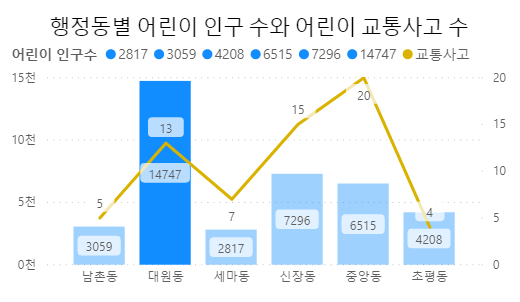 행정동별 어린이 인구 수와 어린이 교통사고 수
어린이 인구수 2817 3059 4208 6515 7296 14747 교통사고
15천 20
20
15 15
13
10천
10
14747
5천 5 5
7296
7
6515
4
4208
3059
2817
0천 0
남촌동 대원동 세마동 신장동 중앙동 초평동